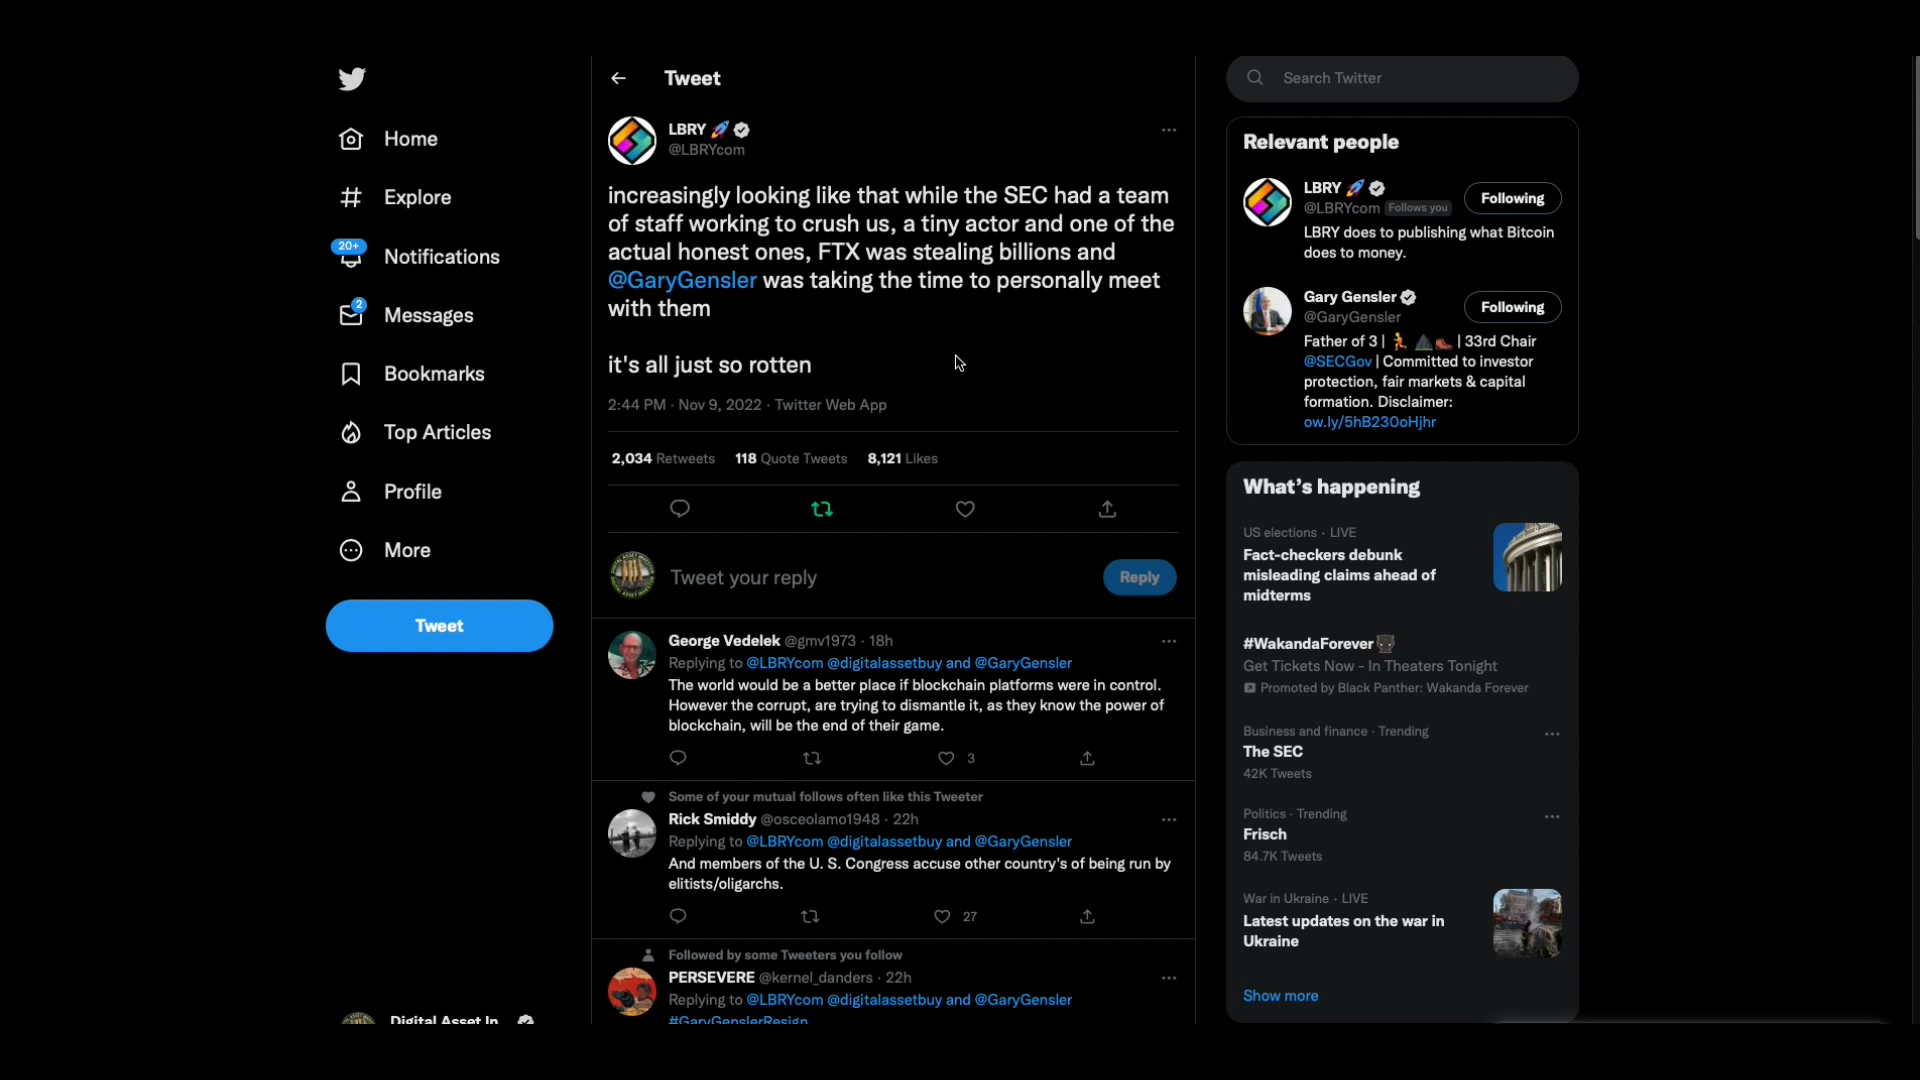 Home
Explore
20+
Notifications
2
Messages
Bookmarks
Top Articles
Profile
More
Tweet
Digital Asset In
Tweet
LBRY 🚀
@LBRYcom
increasingly looking like that while the SEC had a team
of staff working to crush us, a tiny actor and one of the
actual honest ones, FTX was stealing billions and
@GaryGensler was taking the time to personally meet
with them
it's all just so rotten
2:44 PM · Nov 9, 2022 · Twitter Web App
2,034 Retweets 118 Quote Tweets 8,121 Likes
Tweet your reply
Reply
George Vedelek @gmv1973 · 18h
Replying to @LBRYcom @digitalassetbuy and @GaryGensler
The world would be a better place if blockchain platforms were in control.
However the corrupt, are trying to dismantle it, as they know the power of
blockchain, will be the end of their game.
3
Some of your mutual follows often like this Tweeter
Rick Smiddy @osceolamo1948 · 22h
Replying to @LBRYcom @digitalassetbuy and @GaryGensler
And members of the U. S. Congress accuse other country's of being run by
elitists/oligarchs.
27
Followed by some Tweeters you follow
PERSEVERE @kernel_danders · 22h
Replying to @LBRYcom @digitalassetbuy and @GaryGensler
#GaryGenslerResign
Search Twitter
Relevant people
LBRY 🚀
@LBRYcom Follows you
Following
LBRY does to publishing what Bitcoin
does to money.
Gary Gensler
@GaryGensler
Following
Father of 3 | 🏃 ⛰️🥾 | 33rd Chair
@SECGov | Committed to investor
protection, fair markets & capital
formation. Disclaimer:
ow.ly/5hB230oHjhr
What's happening
US elections · LIVE
Fact-checkers debunk
misleading claims ahead of
midterms
#WakandaForever
Get Tickets Now - In Theaters Tonight
Promoted by Black Panther: Wakanda Forever
Business and finance · Trending
The SEC
42K Tweets
Politics · Trending
Frisch
84.7K Tweets
War in Ukraine · LIVE
Latest updates on the war in
Ukraine
Show more